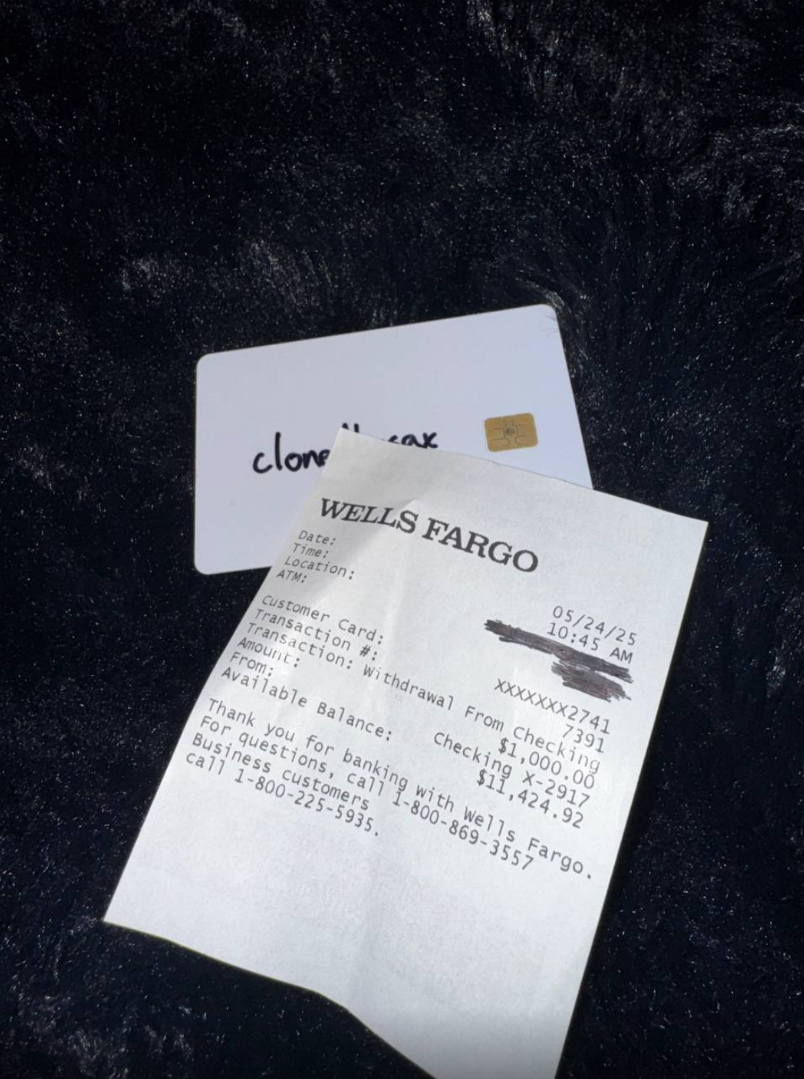 WELLS FARGO
Date: 05/24/25
Time: 10:45 AM
Location:
ATM:
Customer Card: XXXXXXX2741
Transaction #: 7391
Transaction: Withdrawal From Checking
Amount: $1,000.00
From: Checking X-2917
Available Balance: $11,424.92
Thank you for banking with Wells Fargo.
For questions, call 1-800-869-3557
Business customers
call 1-800-225-5935.